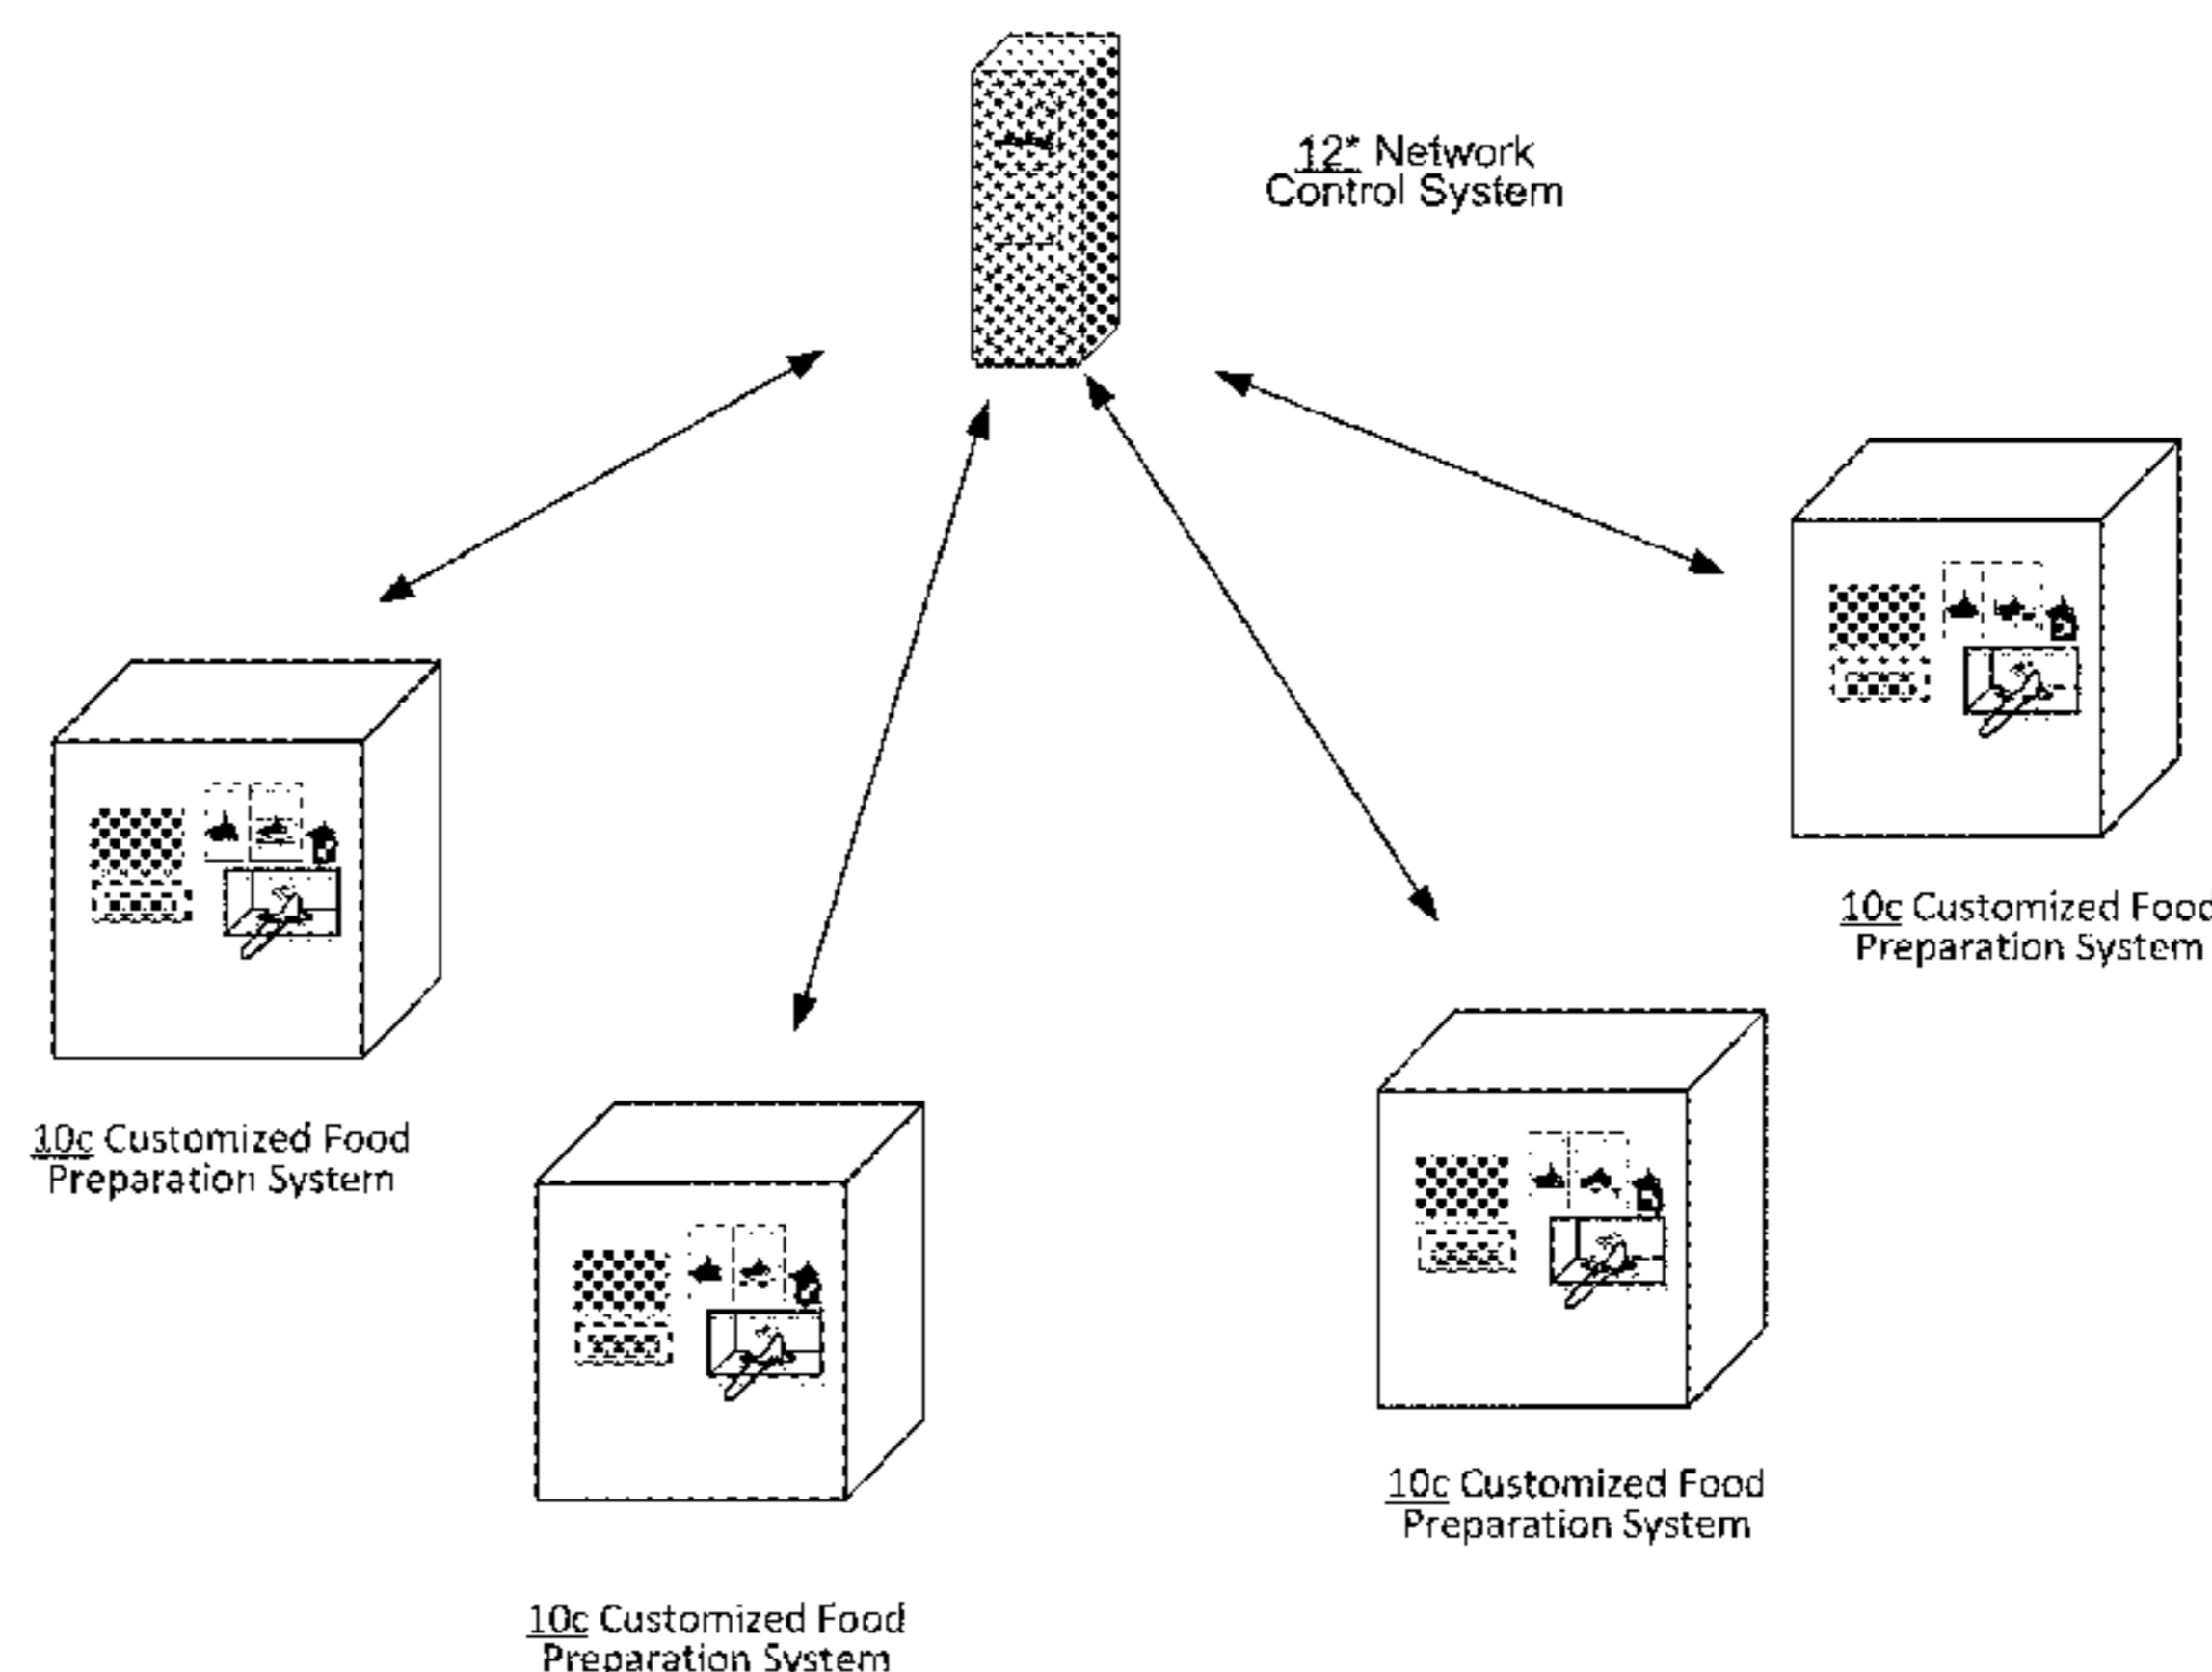 12* Network
Control System
10c Customized Food
Preparation System
10c Customized Food
Preparation System
10c Customized Food
Preparation System
10c Customized Food
Preparation System